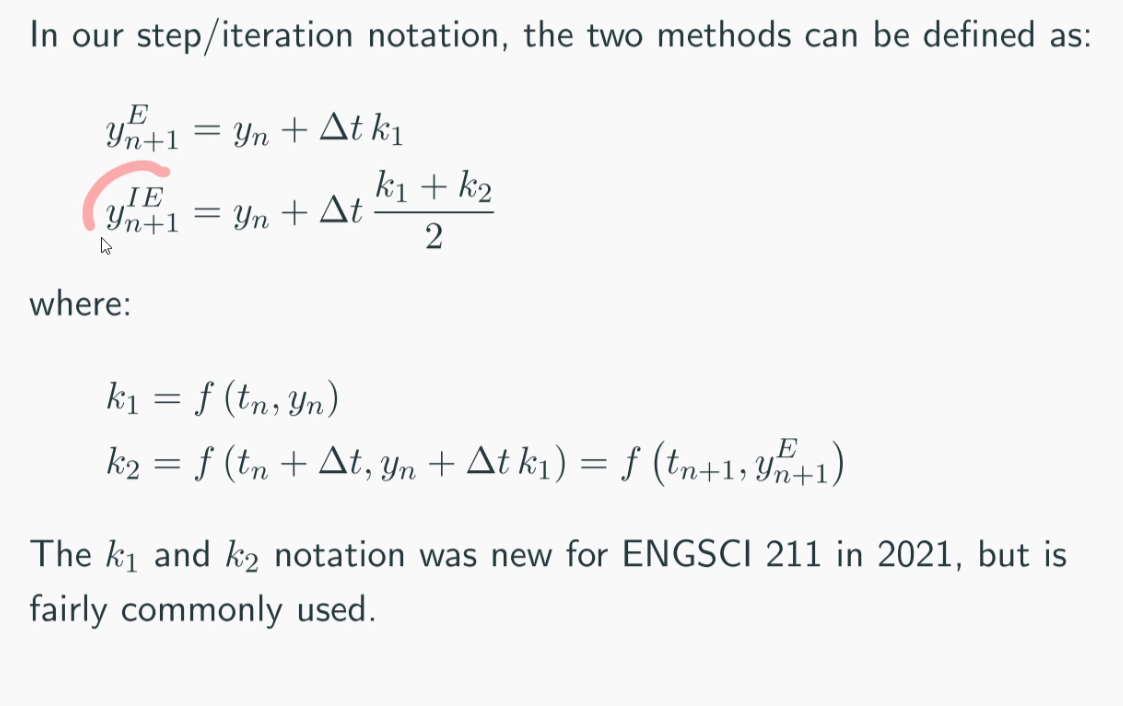 In our step/iteration notation, the two methods can be defined as:
$y_{n+1}^{E} = y_n + \Delta t \, k_1$
$y_{n+1}^{IE} = y_n + \Delta t \, \frac{k_1 + k_2}{2}$
where:
$k_1 = f(t_n, y_n)$
$k_2 = f(t_n + \Delta t, y_n + \Delta t \, k_1) = f(t_{n+1}, y_{n+1}^{E})$
The $k_1$ and $k_2$ notation was new for ENGSCI 211 in 2021, but is
fairly commonly used.